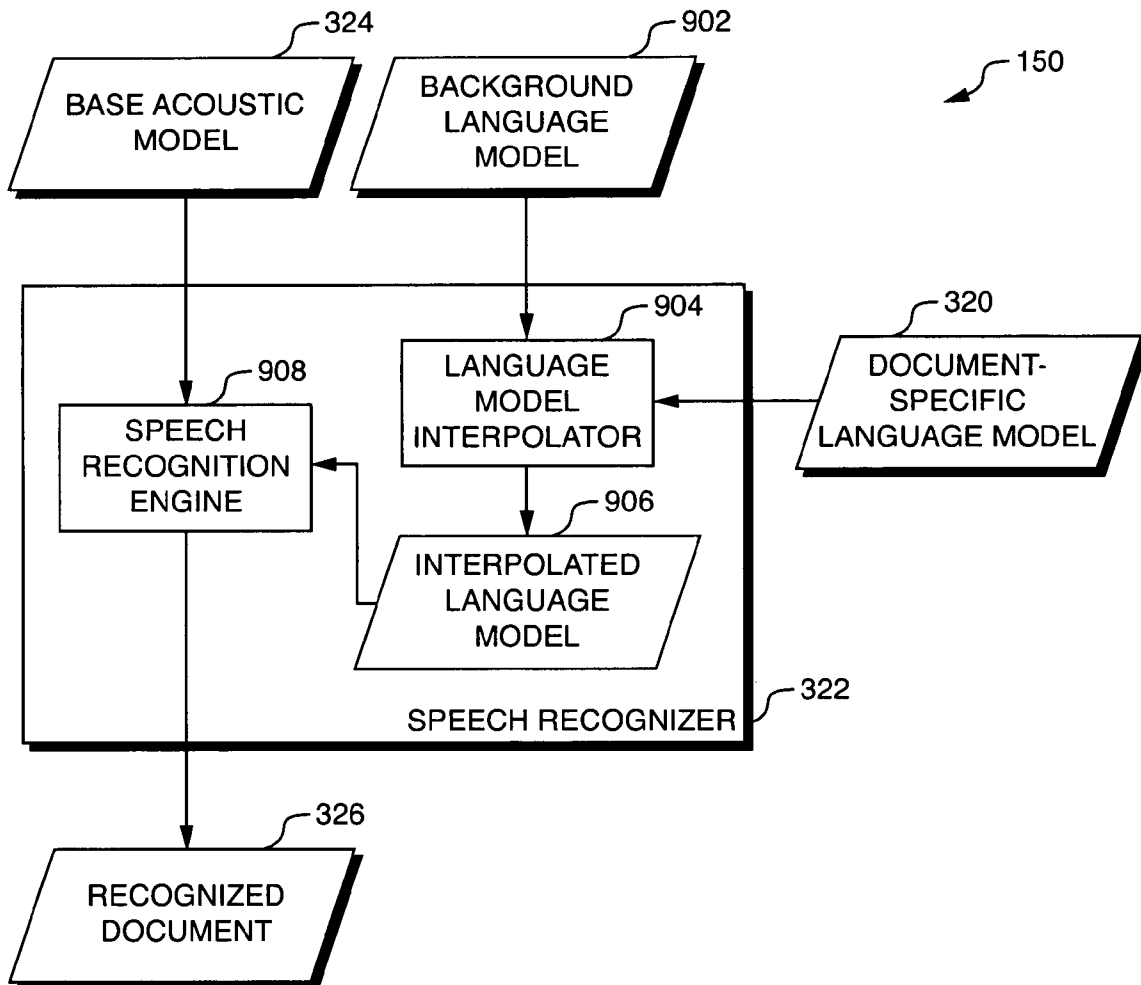 324
902
150
BASE ACOUSTIC
MODEL
BACKGROUND
LANGUAGE
MODEL
904
320
LANGUAGE
MODEL
INTERPOLATOR
DOCUMENT-
SPECIFIC
LANGUAGE MODEL
908
SPEECH
RECOGNITION
ENGINE
906
INTERPOLATED
LANGUAGE
MODEL
322
SPEECH RECOGNIZER
326
RECOGNIZED
DOCUMENT